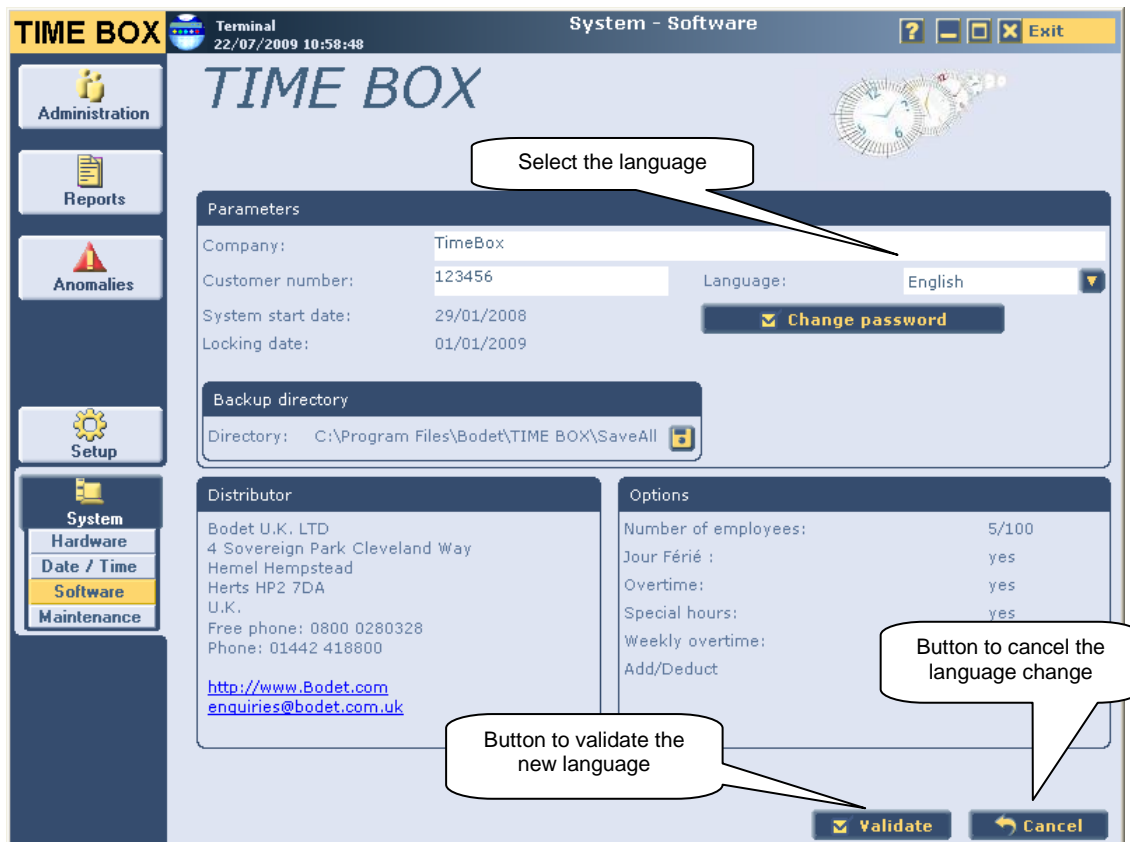 TIME BOX
Terminal
22/07/2009 10:58:48
System - Software
? Exit
Administration
Reports
Anomalies
Setup
System
Hardware
Date / Time
Software
Maintenance
TIME BOX
12
6
Select the language
Parameters
Company: TimeBox
Customer number: 123456
Language: English
System start date: 29/01/2008
Change password
Locking date: 01/01/2009
Backup directory
Directory: C:\Program Files\Bodet\TIME BOX\SaveAll
Distributor
Bodet U.K. LTD
4 Sovereign Park Cleveland Way
Hemel Hempstead
Herts HP2 7DA
U.K.
Free phone: 0800 0280328
Phone: 01442 418800
http://www.Bodet.com
enquiries@bodet.com.uk
Options
Number of employees: 5/100
Jour Férié : yes
Overtime: yes
Special hours: yes
Weekly overtime:
Add/Deduct
Button to cancel the
language change
Button to validate the
new language
Validate
Cancel